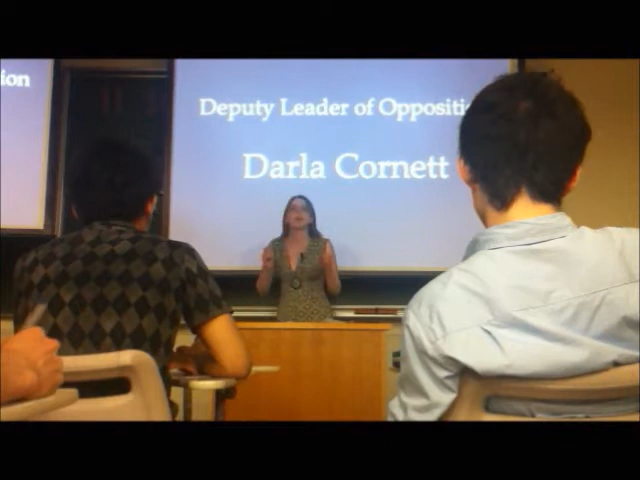 ion
Deputy Leader of Oppositi
Darla Cornett